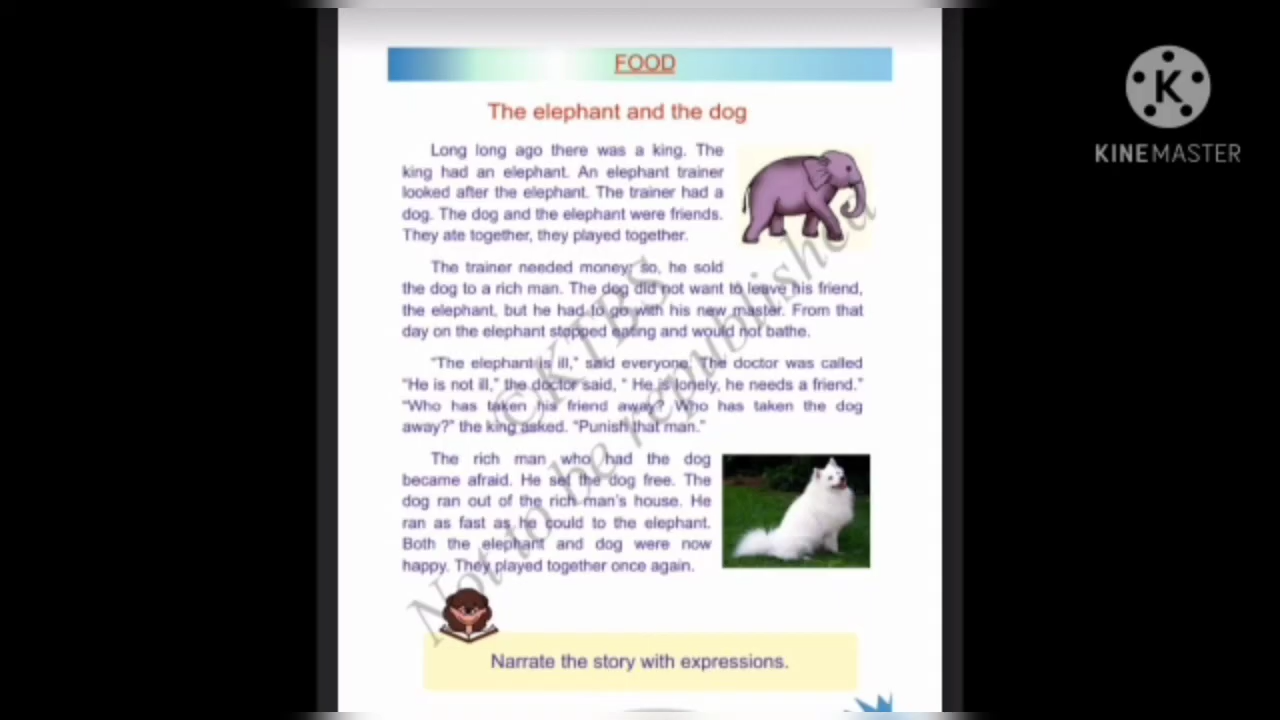 FOOD
The elephant and the dog
Long long ago there was a king. The
king had an elephant. An elephant trainer
looked after the elephant. The trainer had a
dog. The dog and the elephant were friends.
They ate together, they played together.
The trainer needed money; so, he sold
the dog to a rich man. The dog did not want to leave his friend,
the elephant, but he had to go with his new master. From that
day on the elephant stopped eating and would not bathe.
"The elephant is ill," said everyone. The doctor was called
"He is not ill," the doctor said, " He is lonely, he needs a friend."
"Who has taken his friend away? Who has taken the dog
away?" the king asked. "Punish that man."
The rich man who had the dog
became afraid. He set the dog free. The
dog ran out of the rich man's house. He
ran as fast as he could to the elephant.
Both the elephant and dog were now
happy. They played together once again.
Narrate the story with expressions.
©KTBS
Not to be republished
K
KINEMASTER